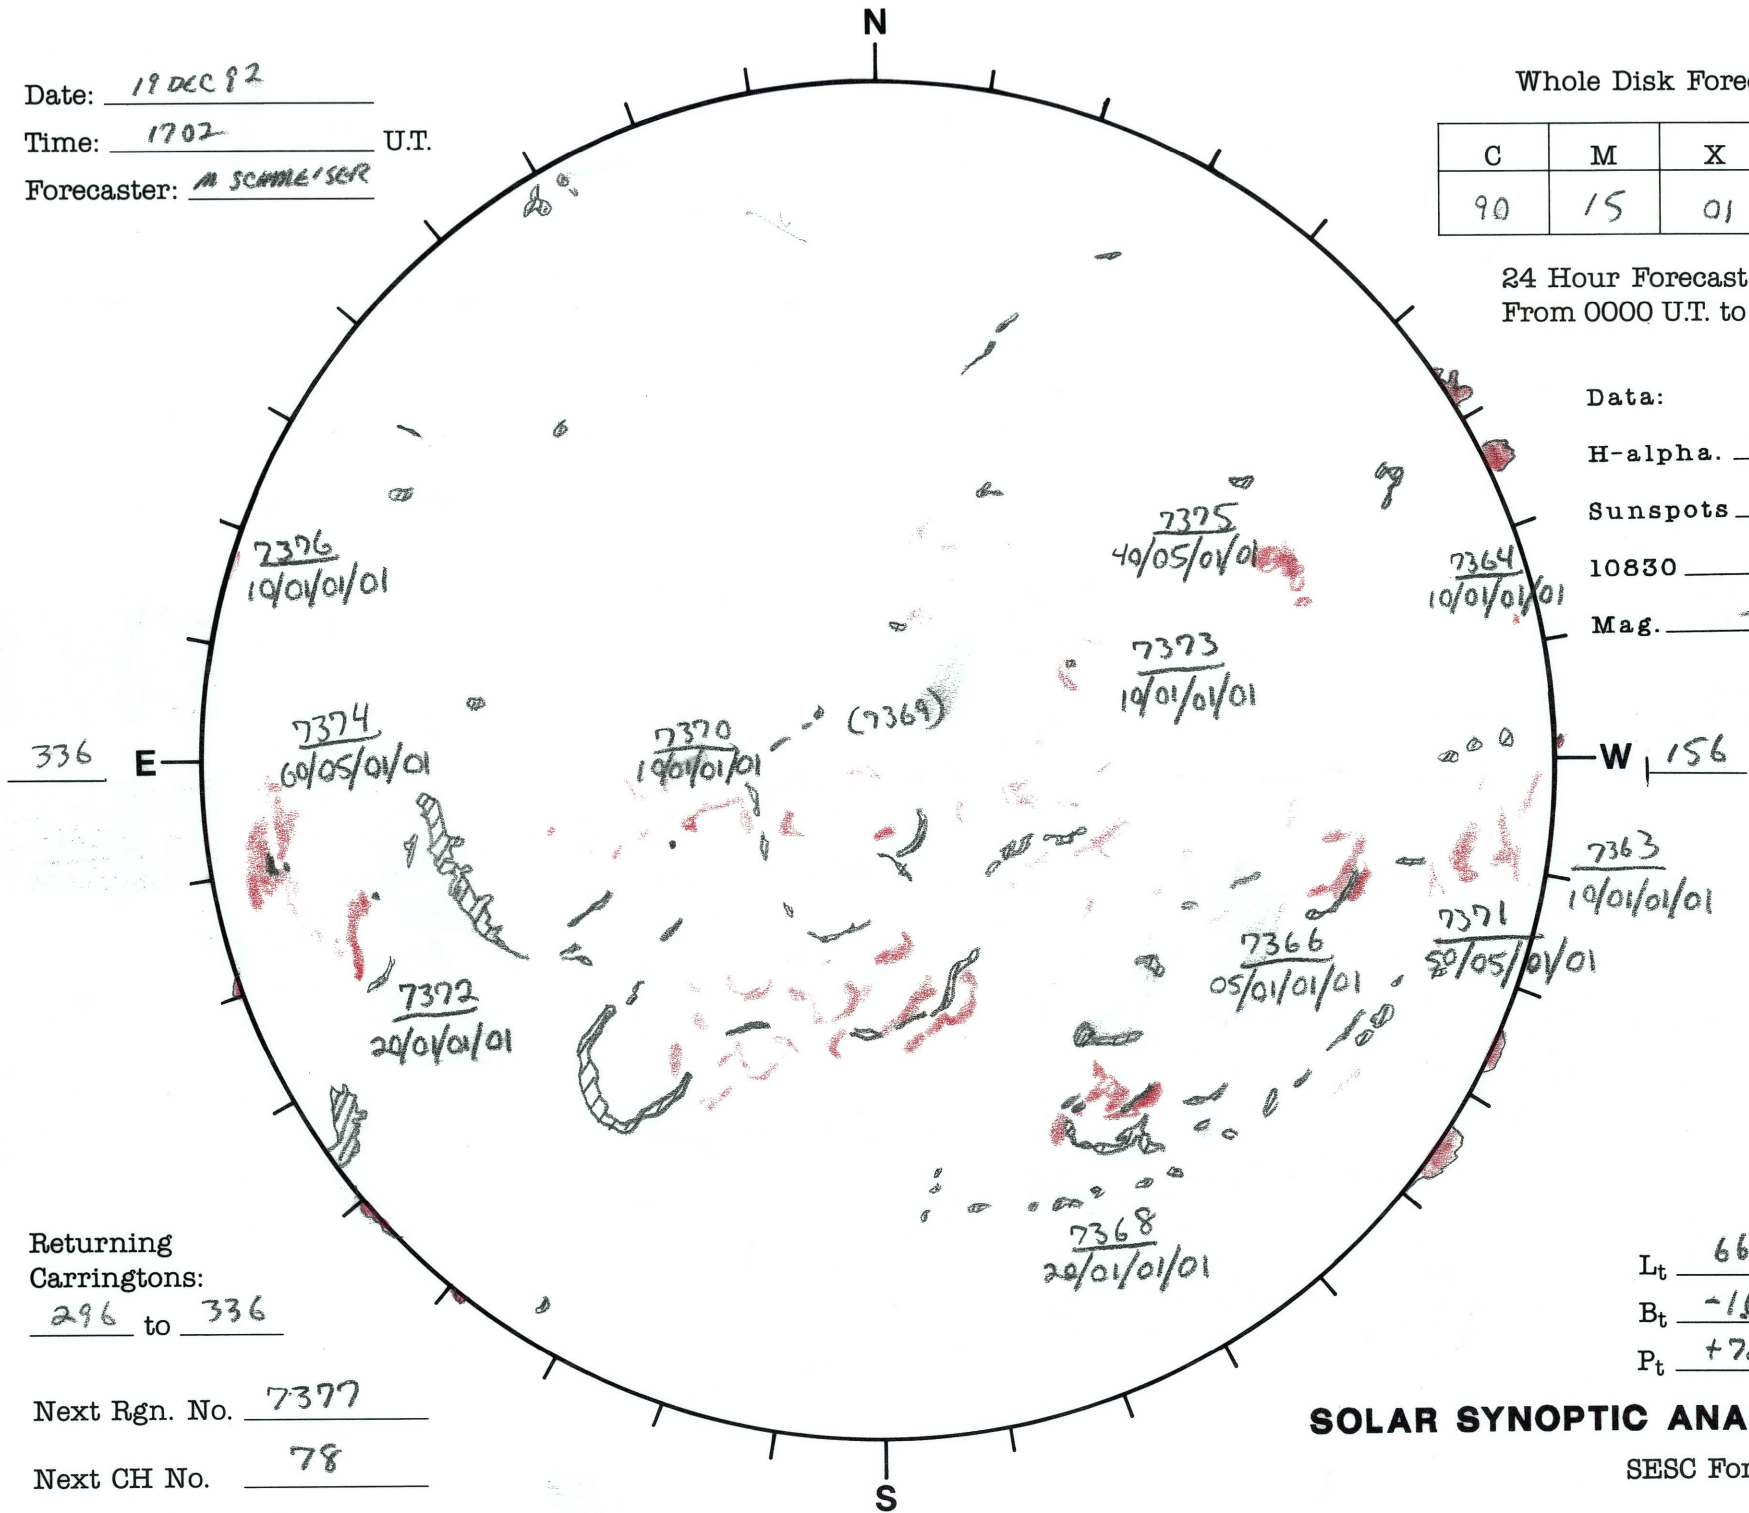 N
Date: 19 DEC 92
Time: 1702 U.T.
Forecaster: M SCHMEISER
Whole Disk Fore
C M X
90 15 01
24 Hour Forecast
From 0000 U.T. to
Data:
H-alpha.
Sunspots
10830
Mag.
7376
10/01/01/01
7375
40/05/01/01
7364
10/01/01/01
7373
10/01/01/01
7374
60/05/01/01
7370
10/01/01/01
(7369)
336 E
W 156
7363
10/01/01/01
7371
50/05/01/01
7366
05/01/01/01
7372
20/01/01/01
7368
20/01/01/01
Returning
Carringtons:
296 to 336
Next Rgn. No. 7377
Next CH No. 78
Lt 66
Bt
Pt +7
SOLAR SYNOPTIC ANA
SESC For
S